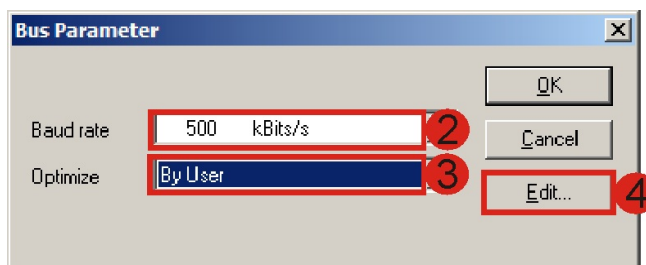 Bus Parameter
OK
Baud rate 500 kBits/s 2
Cancel
Optimize By User 3
Edit... 4